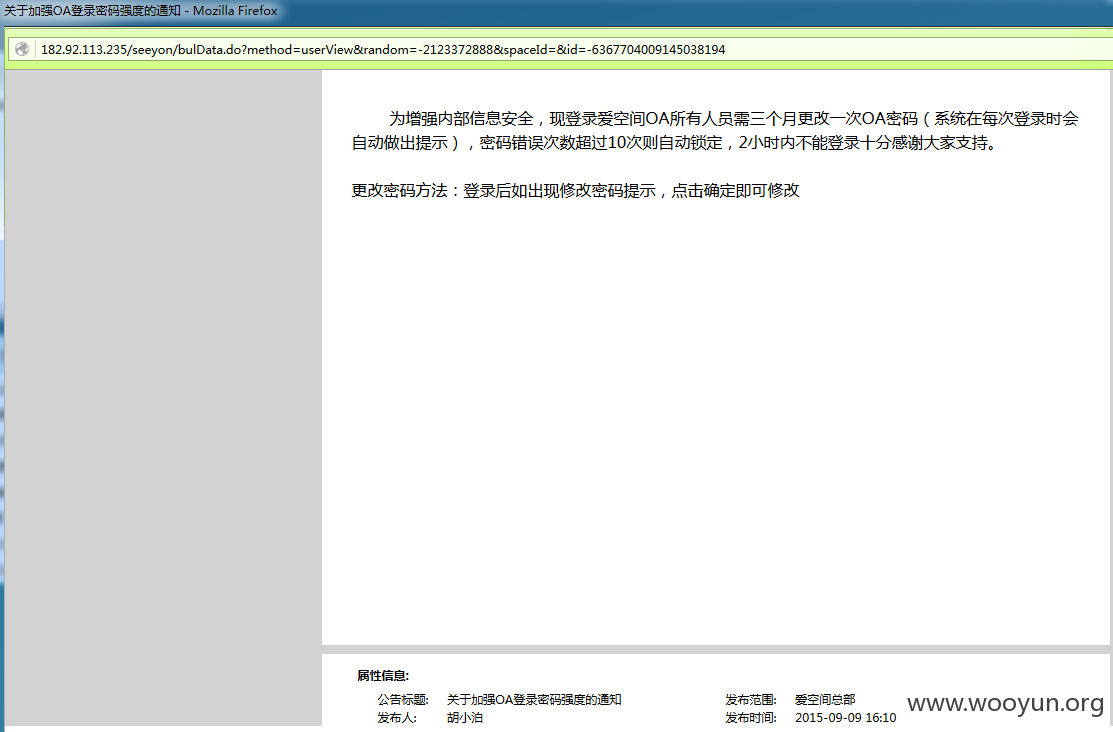 关于加强OA登录密码强度的通知 - Mozilla Firefox
182.92.113.235/seeyon/bulData.do?method=userView&random=-2123372888&spaceId=&id=-6367704009145038194
为增强内部信息安全，现登录爱空间OA所有人员需三个月更改一次OA密码（系统在每次登录时会
自动做出提示），密码错误次数超过10次则自动锁定，2小时内不能登录十分感谢大家支持。
更改密码方法：登录后如出现修改密码提示，点击确定即可修改
属性信息:
公告标题: 关于加强OA登录密码强度的通知 发布范围: 爱空间总部
发布人: 胡小泊 发布时间: 2015-09-09 16:10
www.wooyun.org